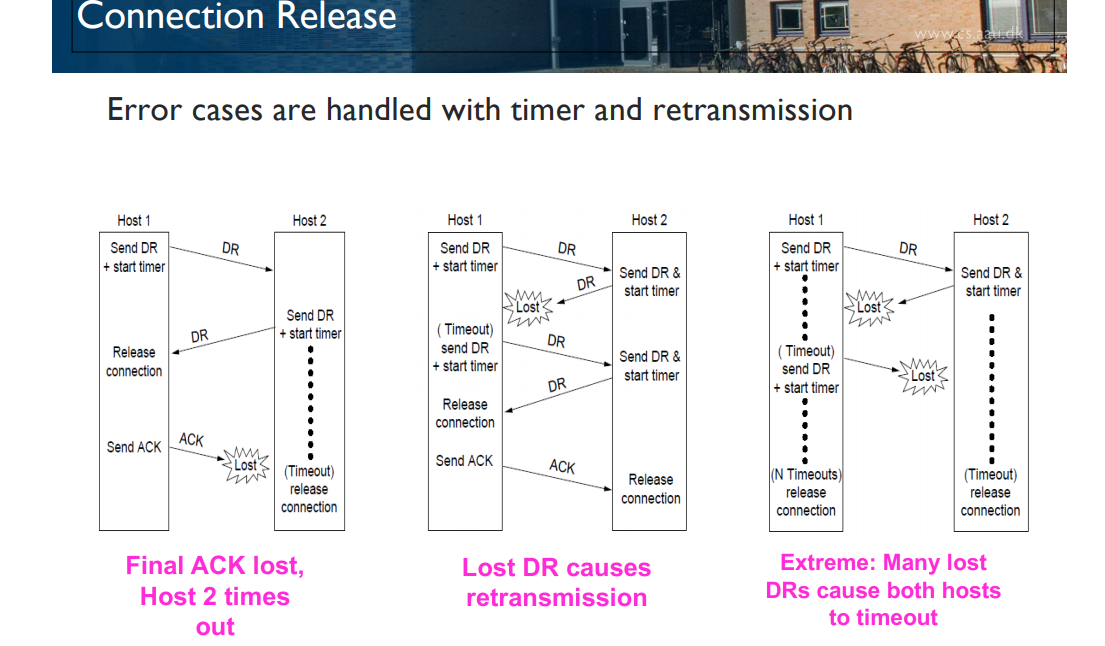 Connection Release
www.cs.aau.dk
Error cases are handled with timer and retransmission
Host 1
Host 2
Send DR
+ start timer
DR
Send DR
+ start timer
DR
Release
connection
Send ACK
ACK
Lost
(Timeout)
release
connection
Final ACK lost,
Host 2 times
out
Host 1
Host 2
Send DR
+ start timer
DR
Send DR &
start timer
DR
Lost
( Timeout)
send DR
+ start timer
DR
Send DR &
start timer
DR
Release
connection
Send ACK
ACK
Release
connection
Lost DR causes
retransmission
Host 1
Host 2
Send DR
+ start timer
DR
Send DR &
start timer
Lost
( Timeout)
send DR
+ start timer
Lost
(N Timeouts)
release
connection
(Timeout)
release
connection
Extreme: Many lost
DRs cause both hosts
to timeout